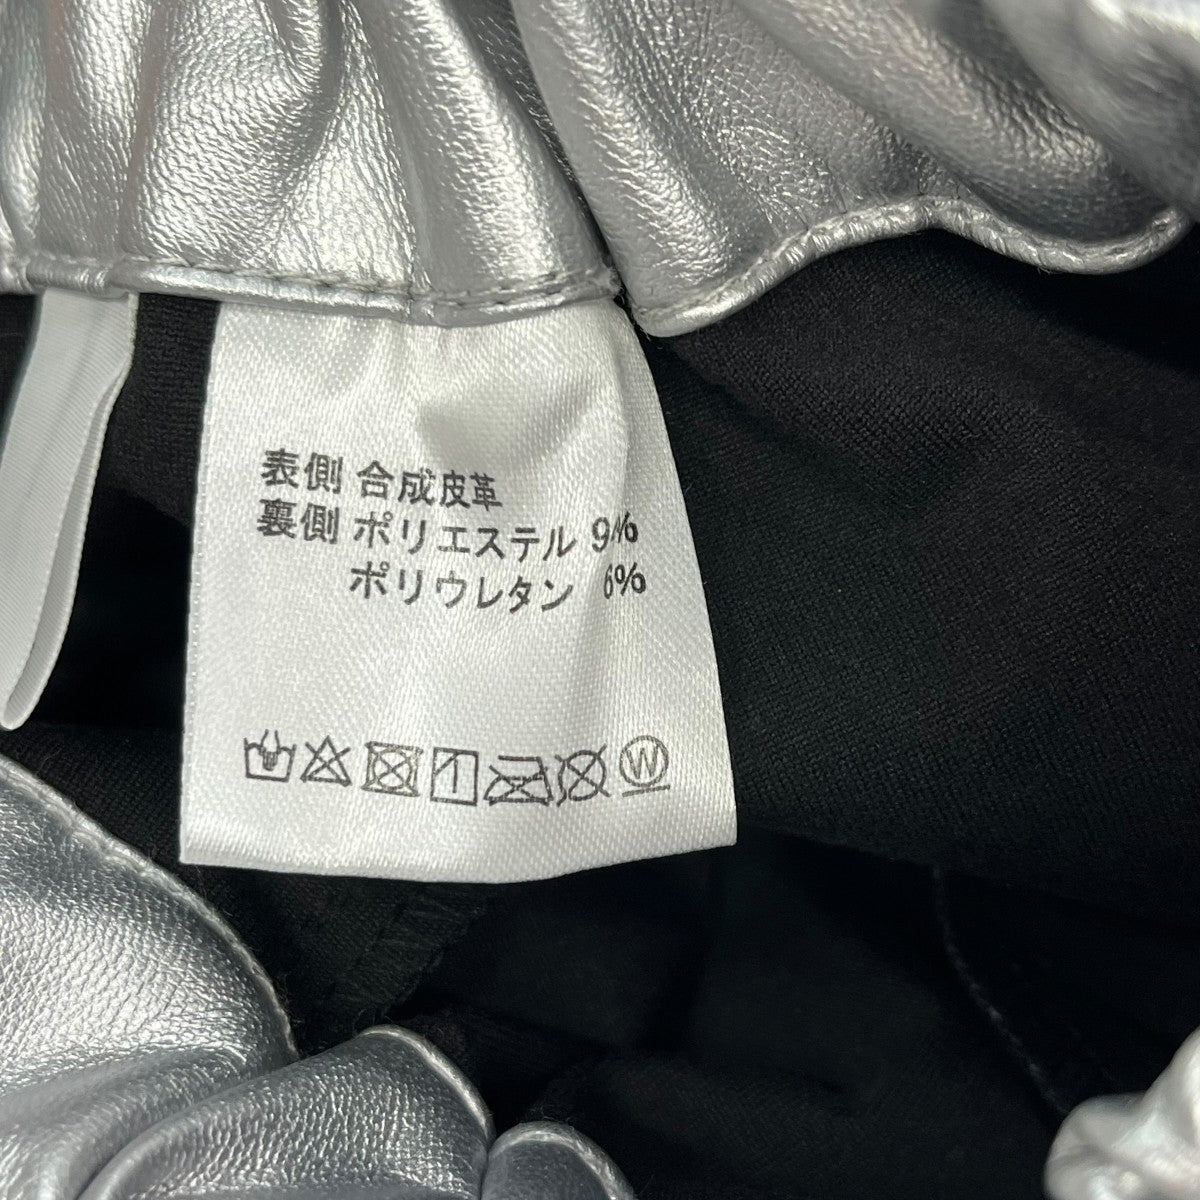 表側 合成皮革
裏側 ポリエステル 94%
ポリウレタン 6%
W